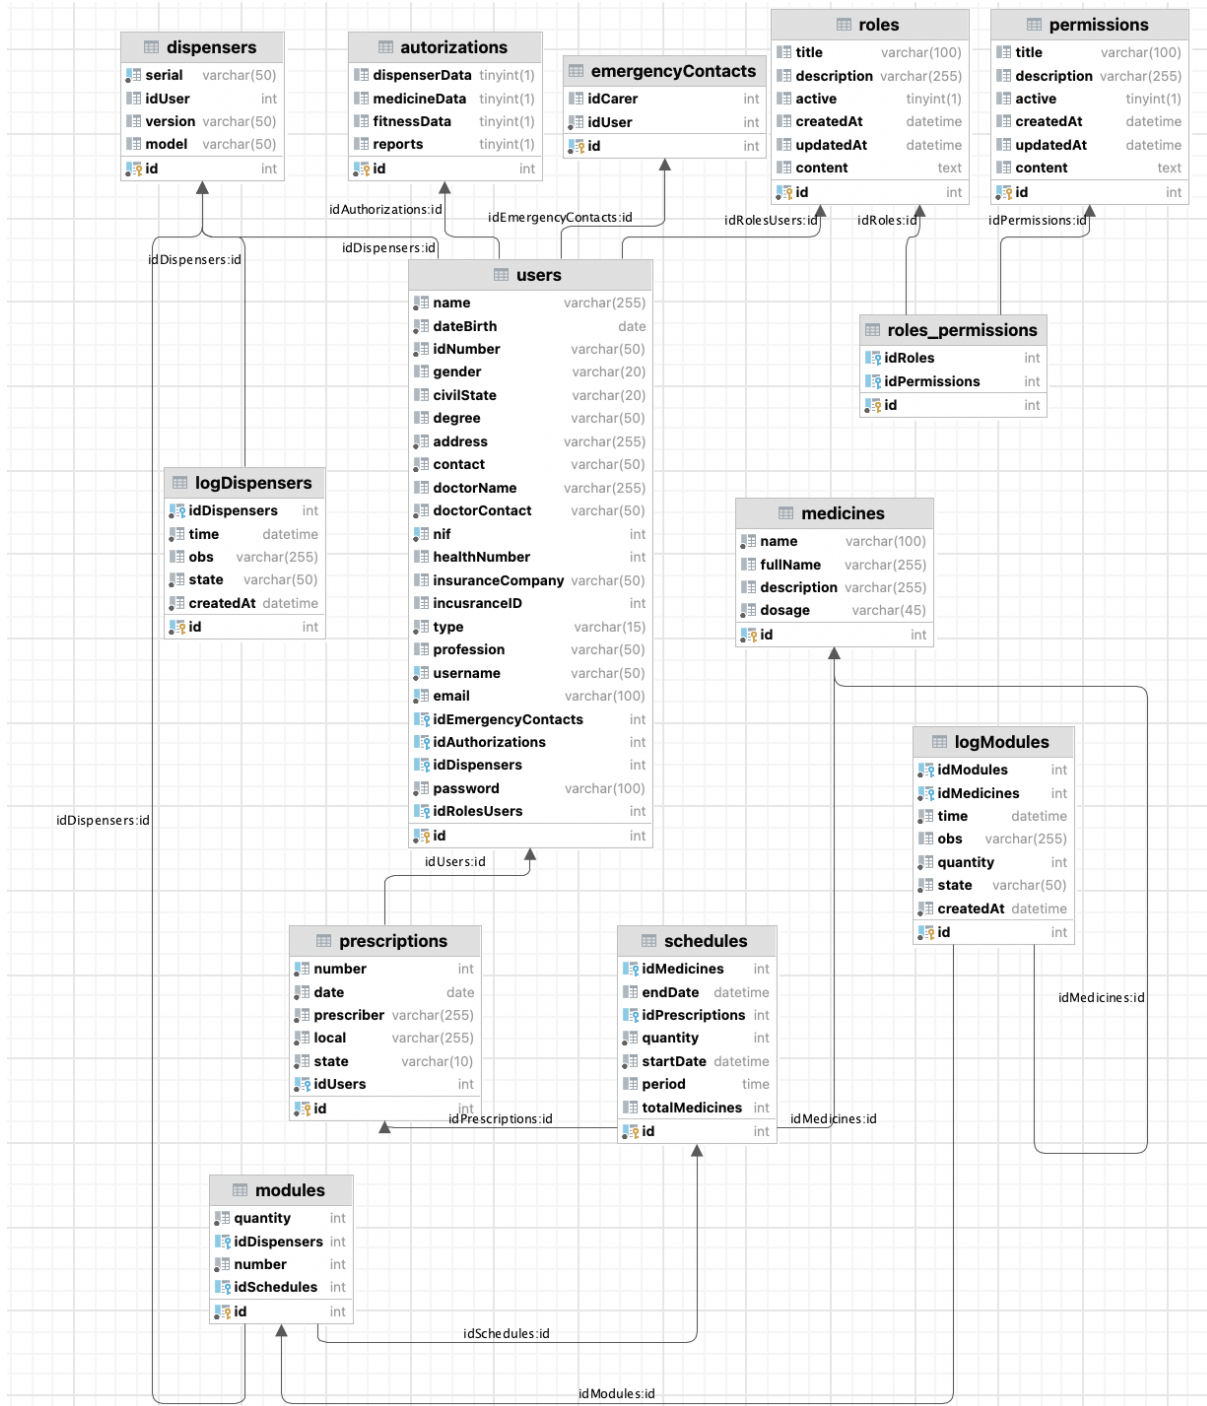 dispensers
serial varchar(50)
idUser int
version varchar(50)
model varchar(50)
id int
autorizations
dispenserData tinyint(1)
medicineData tinyint(1)
fitnessData tinyint(1)
reports tinyint(1)
id int
emergencyContacts
idCarer int
idUser int
id int
roles
title varchar(100)
description varchar(255)
active tinyint(1)
createdAt datetime
updatedAt datetime
content text
id int
permissions
title varchar(100)
description varchar(255)
active tinyint(1)
createdAt datetime
updatedAt datetime
content text
id int
idAuthorizations:id
idEmergencyContacts:id
idRolesUsers:id
idRoles:id
idPermissions:id
idDispensers:id
idDispensers:id
users
name varchar(255)
dateBirth date
idNumber varchar(50)
gender varchar(20)
civilState varchar(20)
degree varchar(50)
address varchar(255)
contact varchar(50)
doctorName varchar(255)
doctorContact varchar(50)
nif int
healthNumber int
insuranceCompany varchar(50)
incusranceID int
type varchar(15)
profession varchar(50)
username varchar(50)
email varchar(100)
idEmergencyContacts int
idAuthorizations int
idDispensers int
password varchar(100)
idRolesUsers int
id int
roles_permissions
idRoles int
idPermissions int
id int
logDispensers
idDispensers int
time datetime
obs varchar(255)
state varchar(50)
createdAt datetime
id int
medicines
name varchar(100)
fullName varchar(255)
description varchar(255)
dosage varchar(45)
id int
logModules
idModules int
idMedicines int
time datetime
obs varchar(255)
quantity int
state varchar(50)
createdAt datetime
id int
idDispensers:id
idUsers:id
prescriptions
number int
date date
prescriber varchar(255)
local varchar(255)
state varchar(10)
idUsers int
id int
schedules
idMedicines int
endDate datetime
idPrescriptions int
quantity int
startDate datetime
period time
totalMedicines int
id int
idMedicines:id
idPrescriptions:id
idMedicines:id
modules
quantity int
idDispensers int
number int
idSchedules int
id int
idSchedules:id
idModules:id